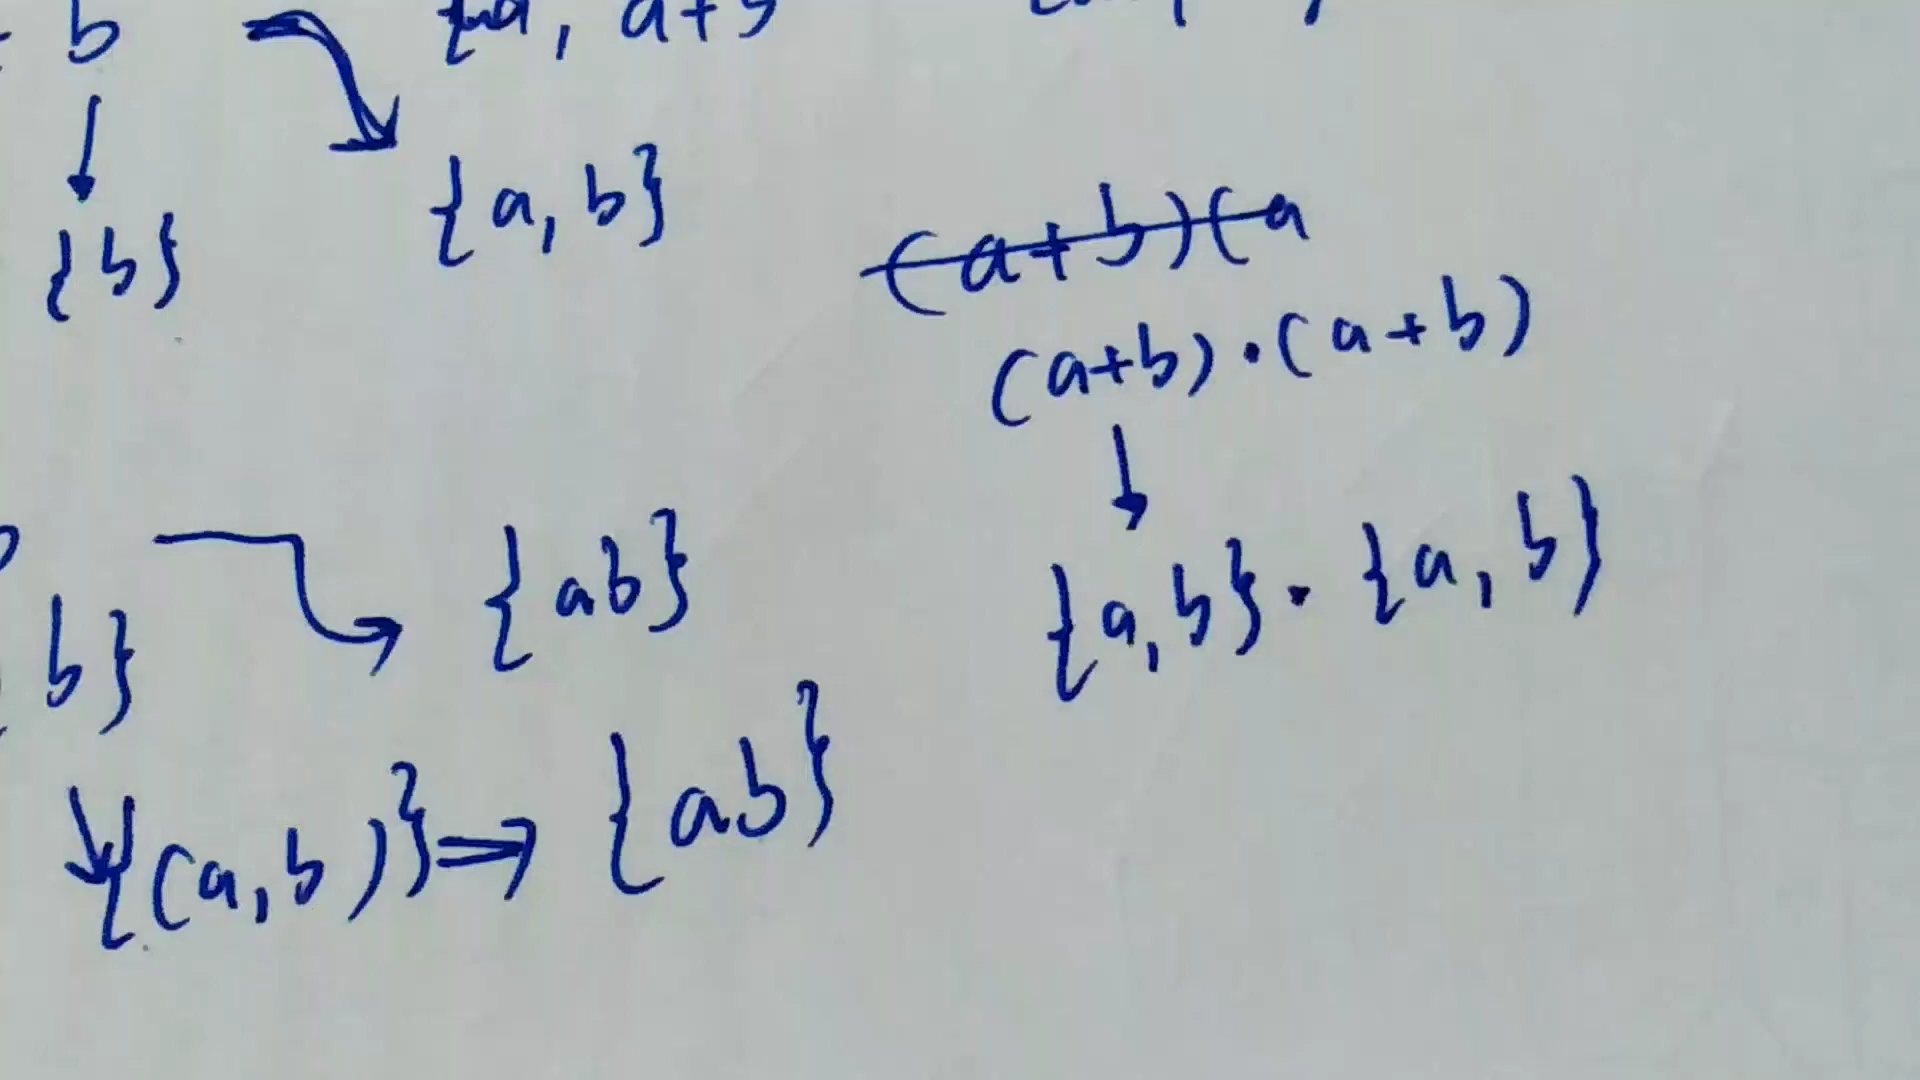 b {a, a+b
↓
{b}
{a, b}
(a+b)(a
(a+b)·(a+b)
↓
{a,b}·{a,b}
b} → {ab}
↓{(a,b)} ⇒ {ab}